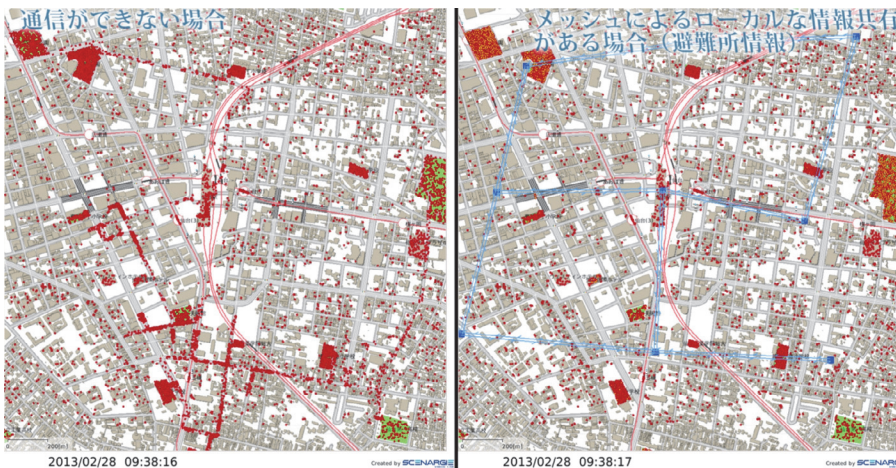 通信ができない場合
メッシュによるローカルな情報共有
がある場合（避難所情報）
200[m]
2013/02/28 09:38:16
Created by SCENARGIE
2013/02/28 09:38:17
Created by SCENARGIE